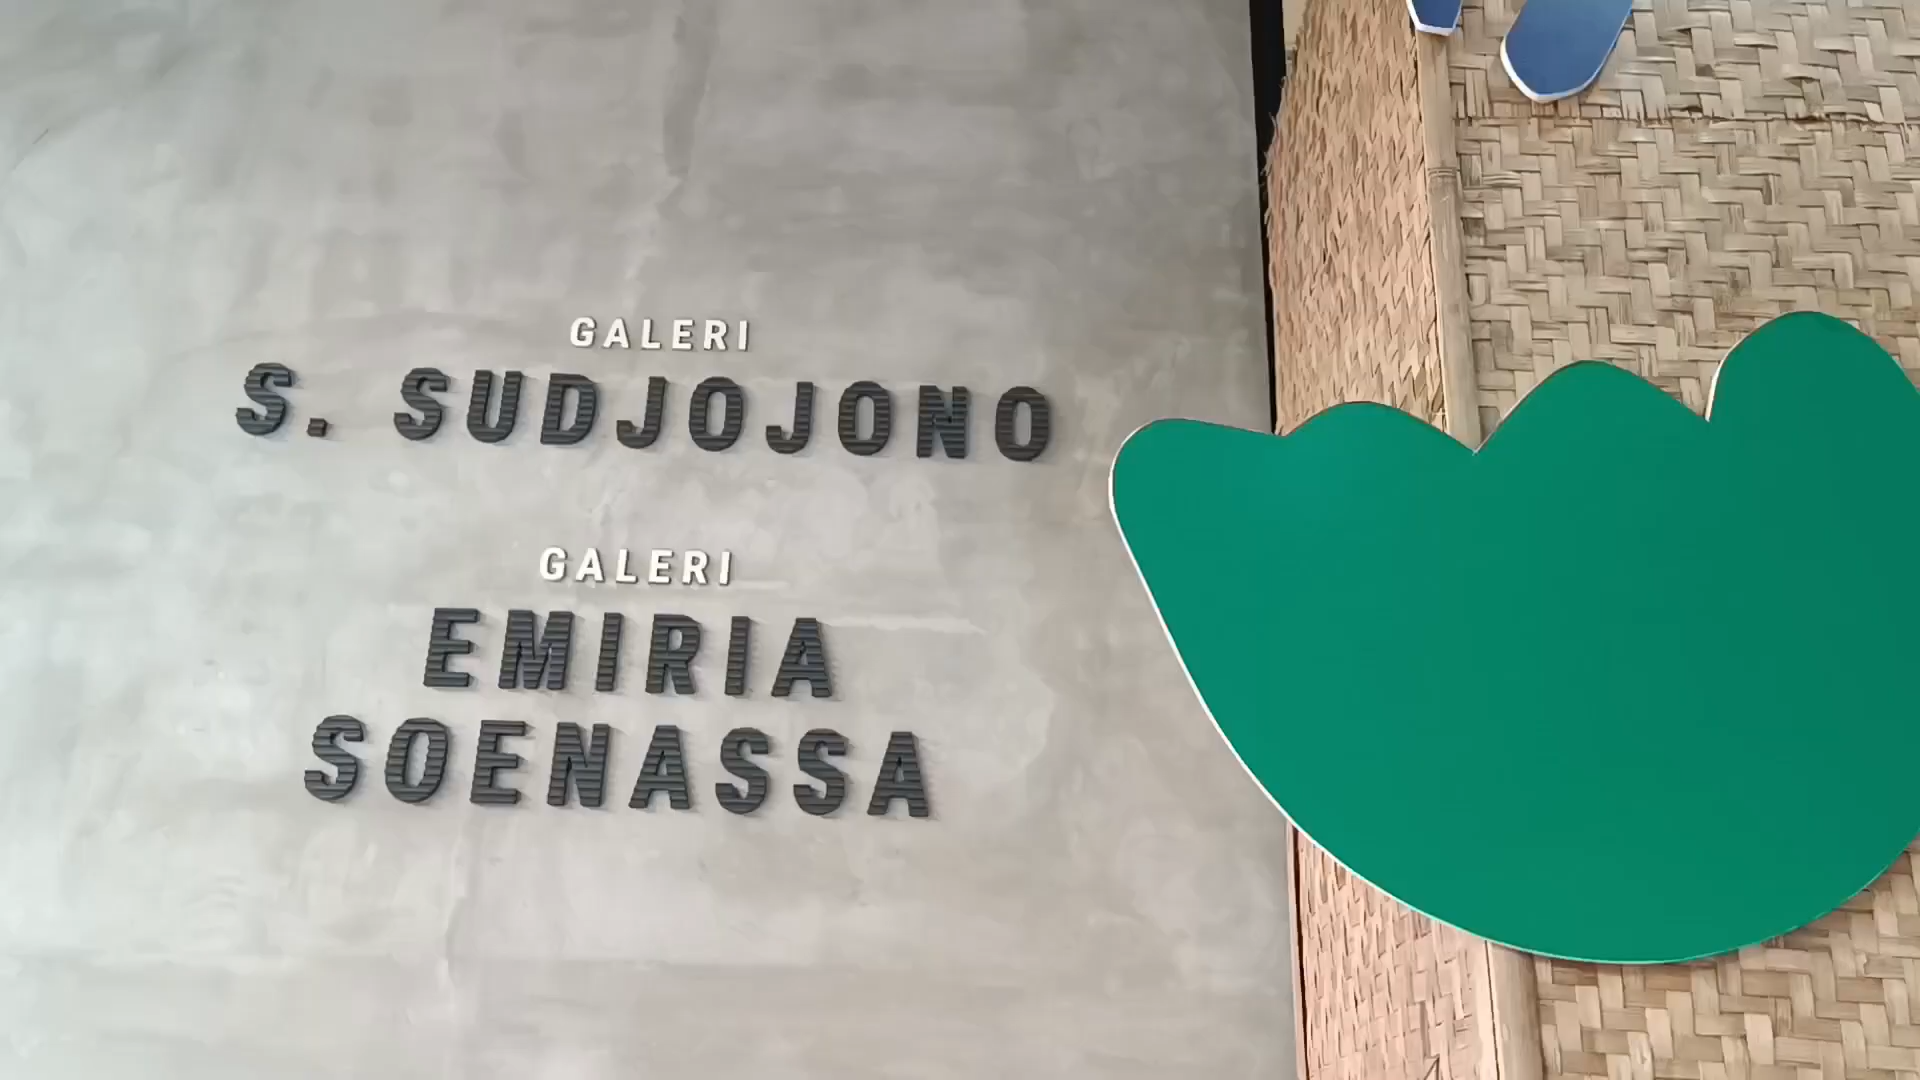 GALERI
S. SUDJOJONO
GALERI
EMIRIA
SOENASSA